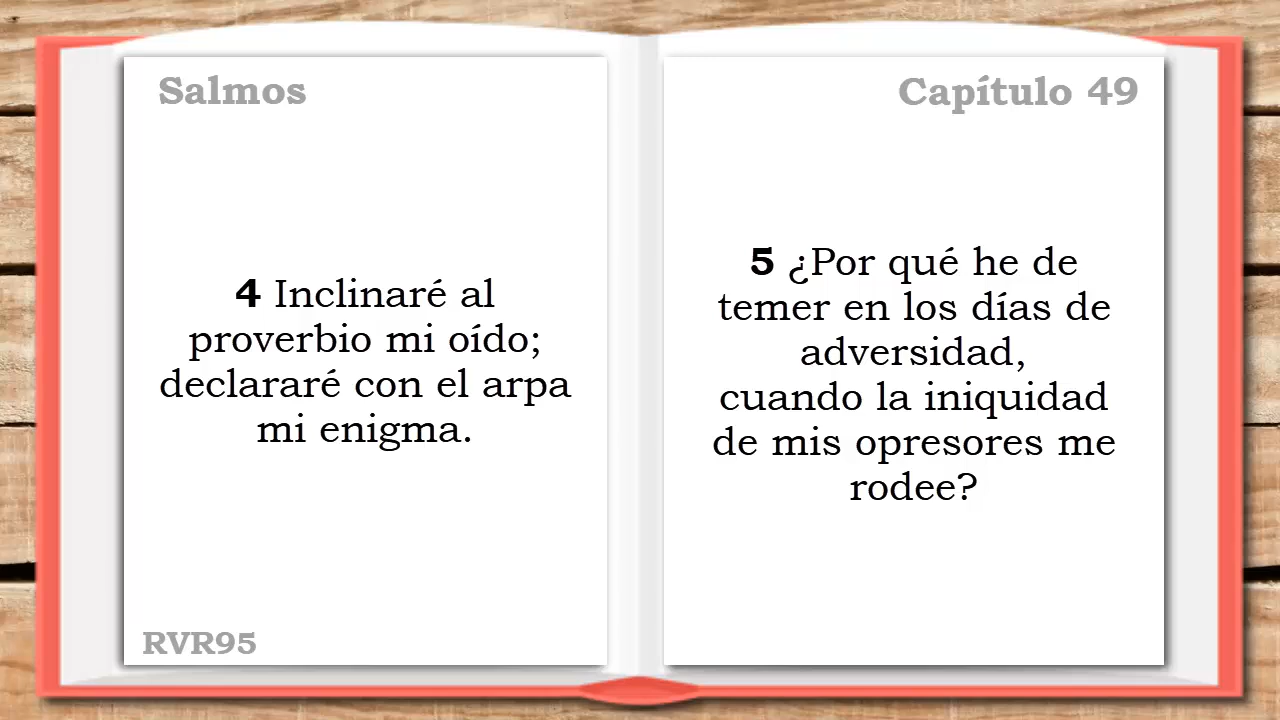 Salmos
4 Inclinaré al
proverbio mi oído;
declararé con el arpa
mi enigma.
RVR95
Capítulo 49
5 ¿Por qué he de
temer en los días de
adversidad,
cuando la iniquidad
de mis opresores me
rodee?